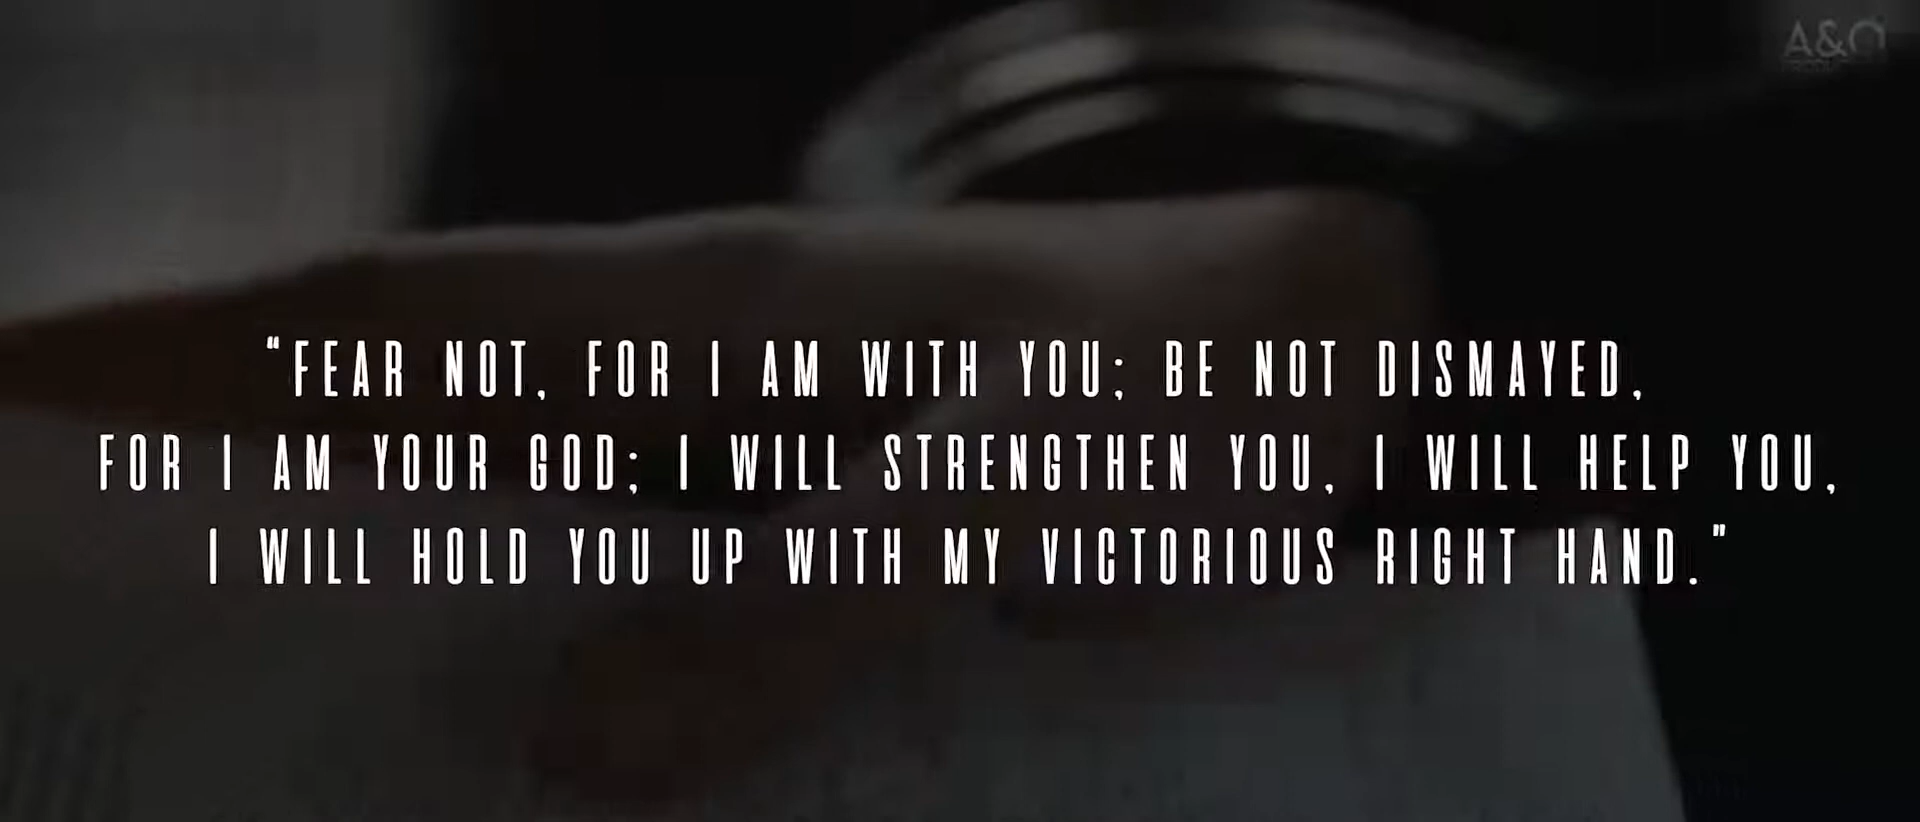 A&O
"FEAR NOT, FOR I AM WITH YOU; BE NOT DISMAYED,
FOR I AM YOUR GOD; I WILL STRENGTHEN YOU, I WILL HELP YOU,
I WILL HOLD YOU UP WITH MY VICTORIOUS RIGHT HAND."